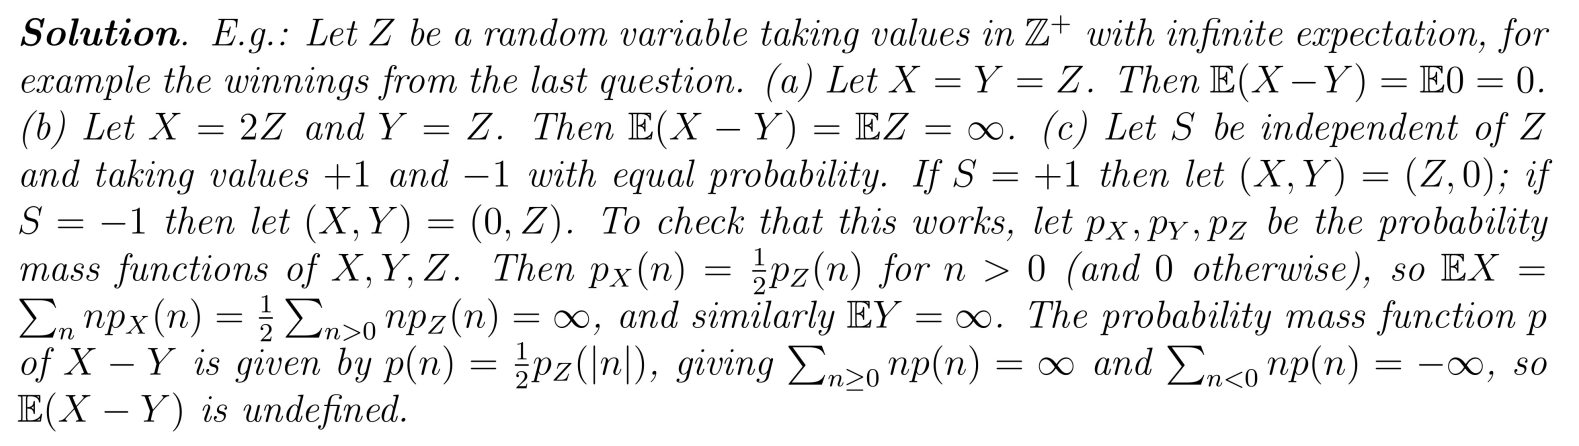 Solution. E.g.: Let Z be a random variable taking values in ℤ⁺ with infinite expectation, for
example the winnings from the last question. (a) Let X = Y = Z. Then 𝔼(X − Y) = 𝔼0 = 0.
(b) Let X = 2Z and Y = Z. Then 𝔼(X − Y) = 𝔼Z = ∞. (c) Let S be independent of Z
and taking values +1 and −1 with equal probability. If S = +1 then let (X, Y) = (Z, 0); if
S = −1 then let (X, Y) = (0, Z). To check that this works, let p_X, p_Y, p_Z be the probability
mass functions of X, Y, Z. Then p_X(n) = ½p_Z(n) for n > 0 (and 0 otherwise), so 𝔼X =
∑_n np_X(n) = ½ ∑_{n>0} np_Z(n) = ∞, and similarly 𝔼Y = ∞. The probability mass function p
of X − Y is given by p(n) = ½p_Z(|n|), giving ∑_{n≥0} np(n) = ∞ and ∑_{n<0} np(n) = −∞, so
𝔼(X − Y) is undefined.